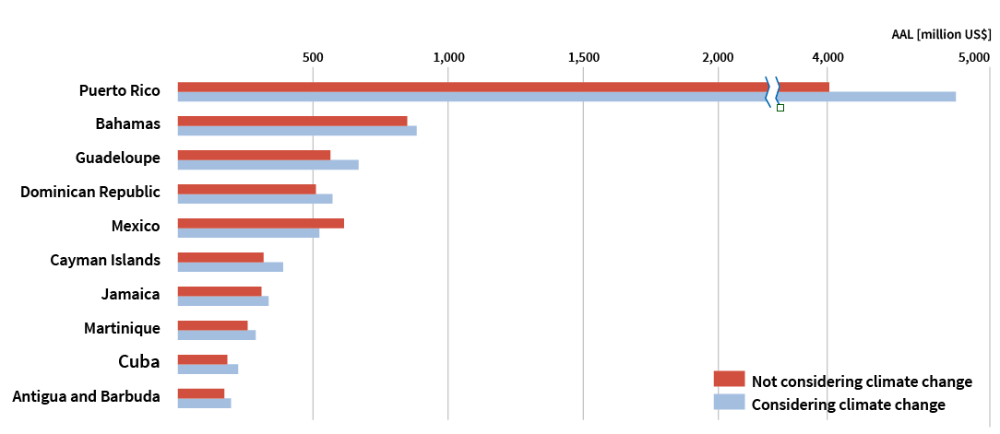 AAL [million US$]
500 1,000 1,500 2,000 4,000 5,000
Puerto Rico
Bahamas
Guadeloupe
Dominican Republic
Mexico
Cayman Islands
Jamaica
Martinique
Cuba
Antigua and Barbuda
Not considering climate change
Considering climate change